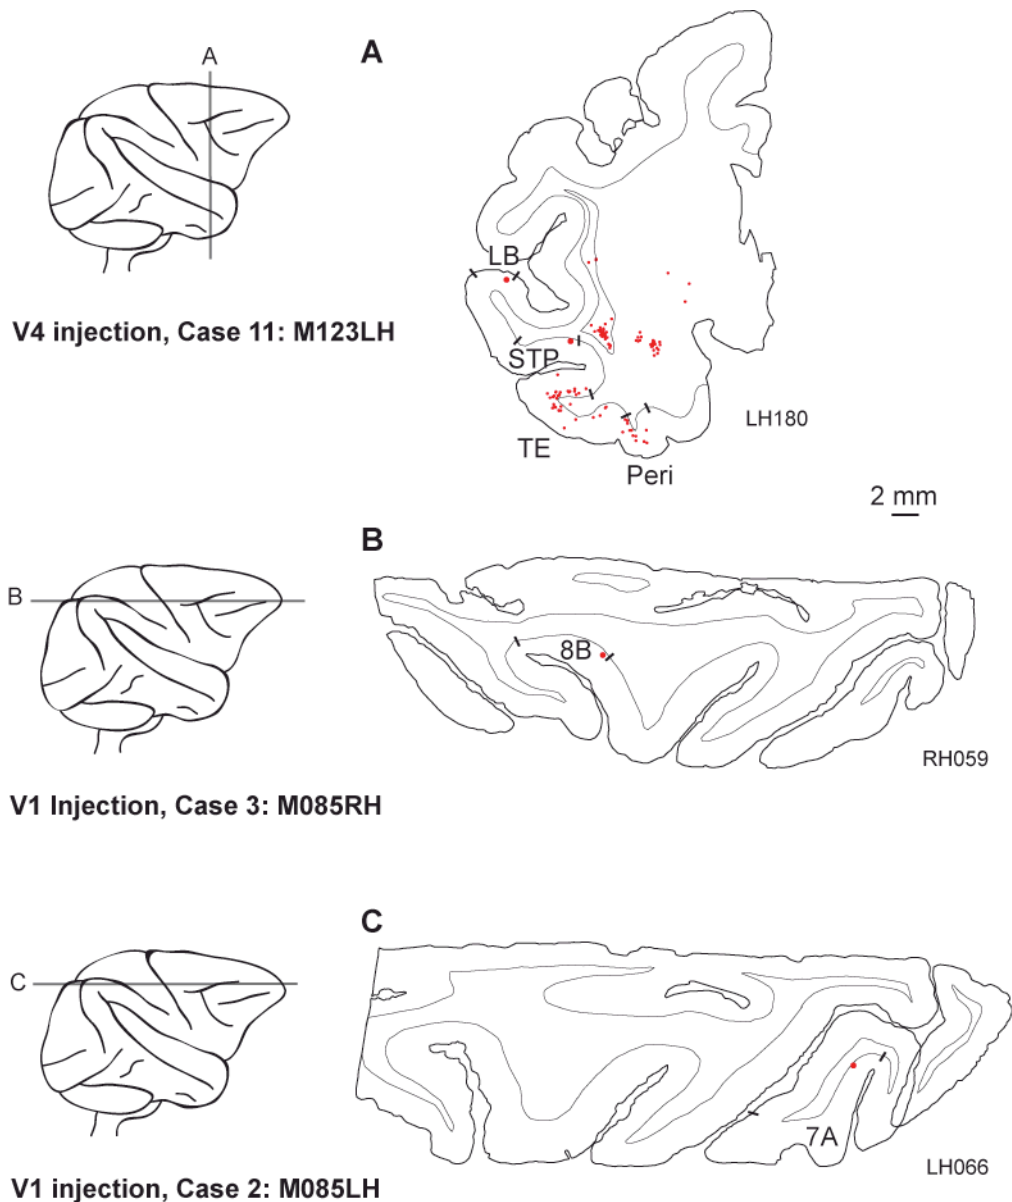 A
A
LB
V4 injection, Case 11: M123LH
STP
LH180
TE
Peri
2 mm
B
B
8B
RH059
V1 Injection, Case 3: M085RH
C
C
7A
LH066
V1 injection, Case 2: M085LH